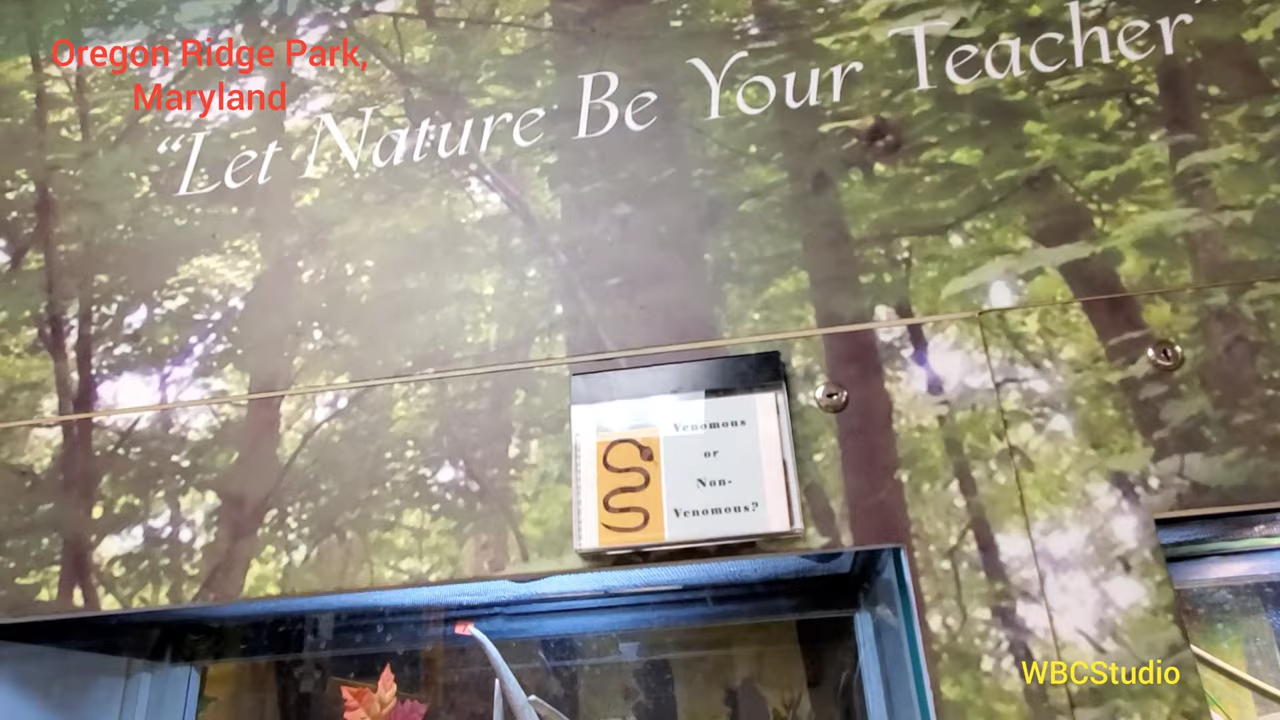 Oregon Ridge Park,
Maryland
“Let Nature Be Your Teacher”
Venomous
or
Non-
Venomous?
WBCStudio